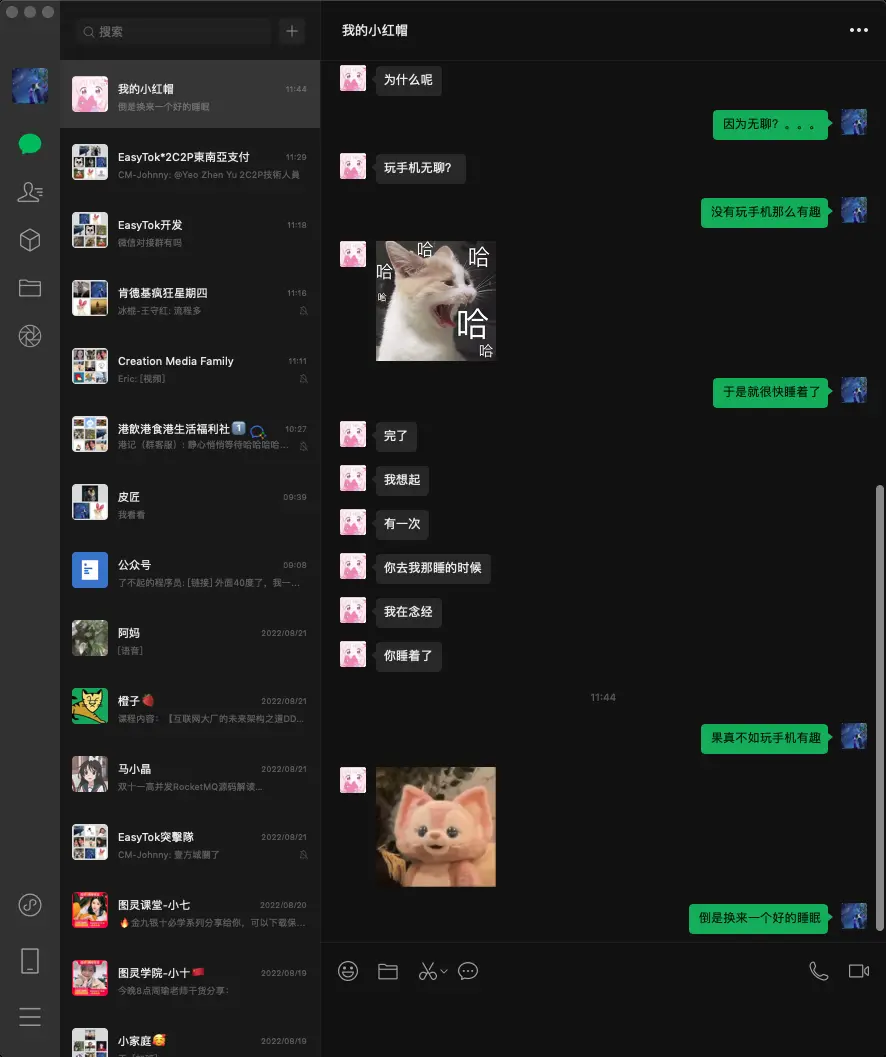 搜索
我的小红帽
11:44
倒是换来一个好的睡眠
EasyTok*2C2P東南亞支付
11:29
CM-Johnny: @Yeo Zhen Yu 2C2P技術人員
EasyTok开发
11:18
微信对接群有吗
肯德基疯狂星期四
11:16
冰棍-王守红: 流程多
Creation Media Family
11:11
Eric: [视频]
港飲港食港生活福利社1️⃣
10:27
港记（群客服）: 静心悄悄等待哈哈哈哈...
皮匠
09:39
我看看
公众号
09:08
了不起的程序员: [链接] 外面40度了，我一...
阿妈
2022/08/21
[语音]
橙子🍓
2022/08/21
课程内容：【互联网大厂的未来架构之道DD...
马小晶
2022/08/21
双十一高并发RocketMQ源码解读...
EasyTok突擊隊
2022/08/21
CM-Johnny: 壹方城關了
图灵课堂-小七
2022/08/20
🔥金九银十必学系列分享给你，可以下载保...
图灵学院-小十
2022/08/19
今晚8点周瑜老师干货分享：
小家庭🥰
2022/08/19
我的小红帽
为什么呢
因为无聊？。。。
玩手机无聊？
没有玩手机那么有趣
哈
哈
哈
哈
哈
哈
于是就很快睡着了
完了
我想起
有一次
你去我那睡的时候
我在念经
你睡着了
11:44
果真不如玩手机有趣
倒是换来一个好的睡眠